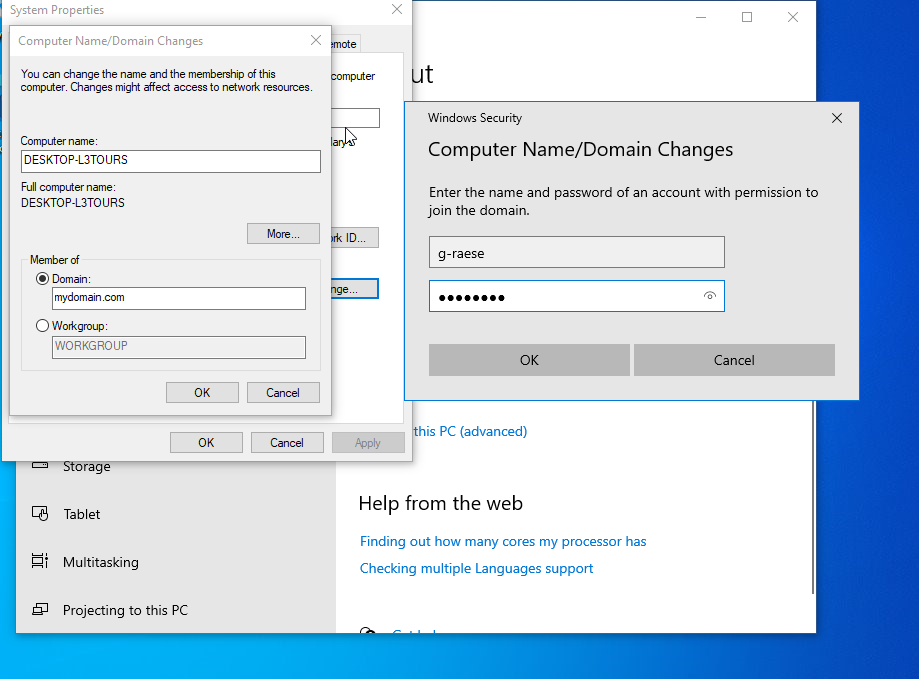 System Properties
Computer Name/Domain Changes
You can change the name and the membership of this
computer. Changes might affect access to network resources.
Computer name:
DESKTOP-L3TOURS
Full computer name:
DESKTOP-L3TOURS
More...
Member of
Domain:
mydomain.com
Workgroup:
WORKGROUP
OK
Cancel
emote
computer
ary
rk ID...
nge...
OK
Cancel
Apply
ut
Windows Security
Computer Name/Domain Changes
Enter the name and password of an account with permission to
join the domain.
g-raese
●●●●●●●●
OK
Cancel
this PC (advanced)
Storage
Tablet
Multitasking
Projecting to this PC
Help from the web
Finding out how many cores my processor has
Checking multiple Languages support